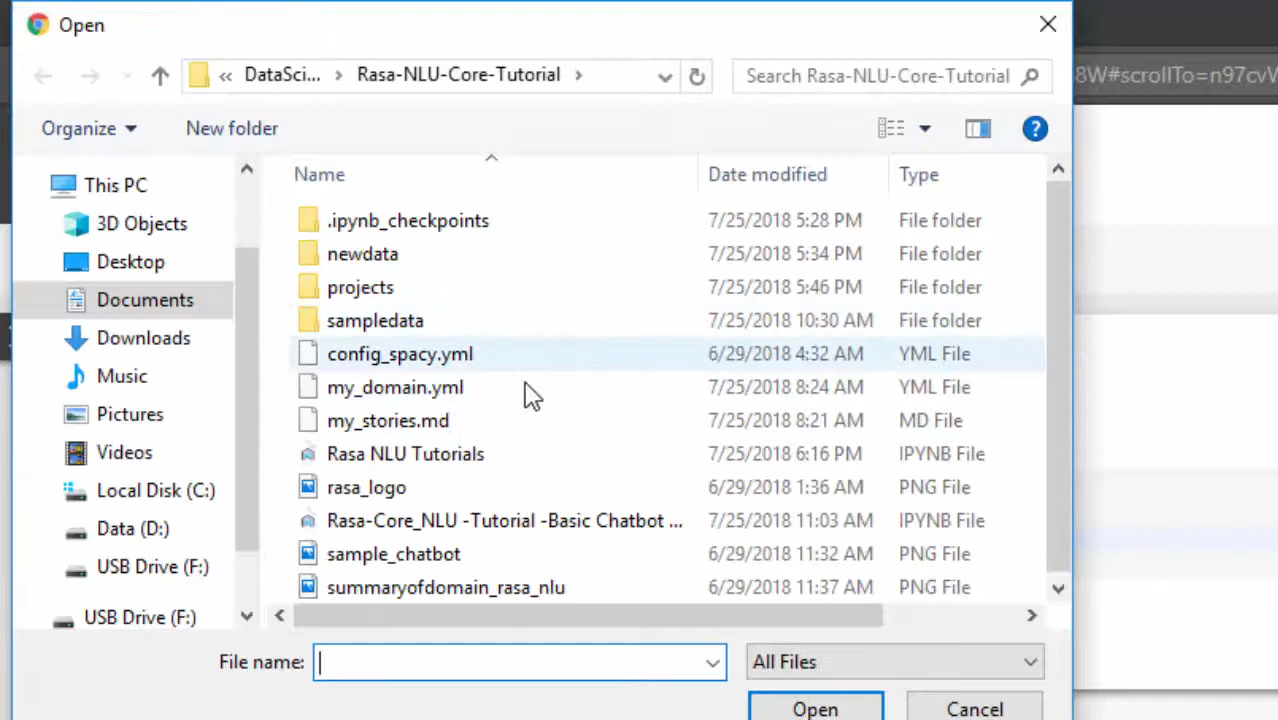 Open
« DataSci... > Rasa-NLU-Core-Tutorial >
Search Rasa-NLU-Core-Tutorial
8W#scrollTo=n97cvW
Organize
New folder
?
Name Date modified Type
This PC
3D Objects
Desktop
Documents
Downloads
Music
Pictures
Videos
Local Disk (C:)
Data (D:)
USB Drive (F:)
USB Drive (F:)
.ipynb_checkpoints 7/25/2018 5:28 PM File folder
newdata 7/25/2018 5:34 PM File folder
projects 7/25/2018 5:46 PM File folder
sampledata 7/25/2018 10:30 AM File folder
config_spacy.yml 6/29/2018 4:32 AM YML File
my_domain.yml 7/25/2018 8:24 AM YML File
my_stories.md 7/25/2018 8:21 AM MD File
Rasa NLU Tutorials 7/25/2018 6:16 PM IPYNB File
rasa_logo 6/29/2018 1:36 AM PNG File
Rasa-Core_NLU -Tutorial -Basic Chatbot ... 7/25/2018 11:03 AM IPYNB File
sample_chatbot 6/29/2018 11:32 AM PNG File
summaryofdomain_rasa_nlu 6/29/2018 11:37 AM PNG File
File name:
All Files
Open
Cancel